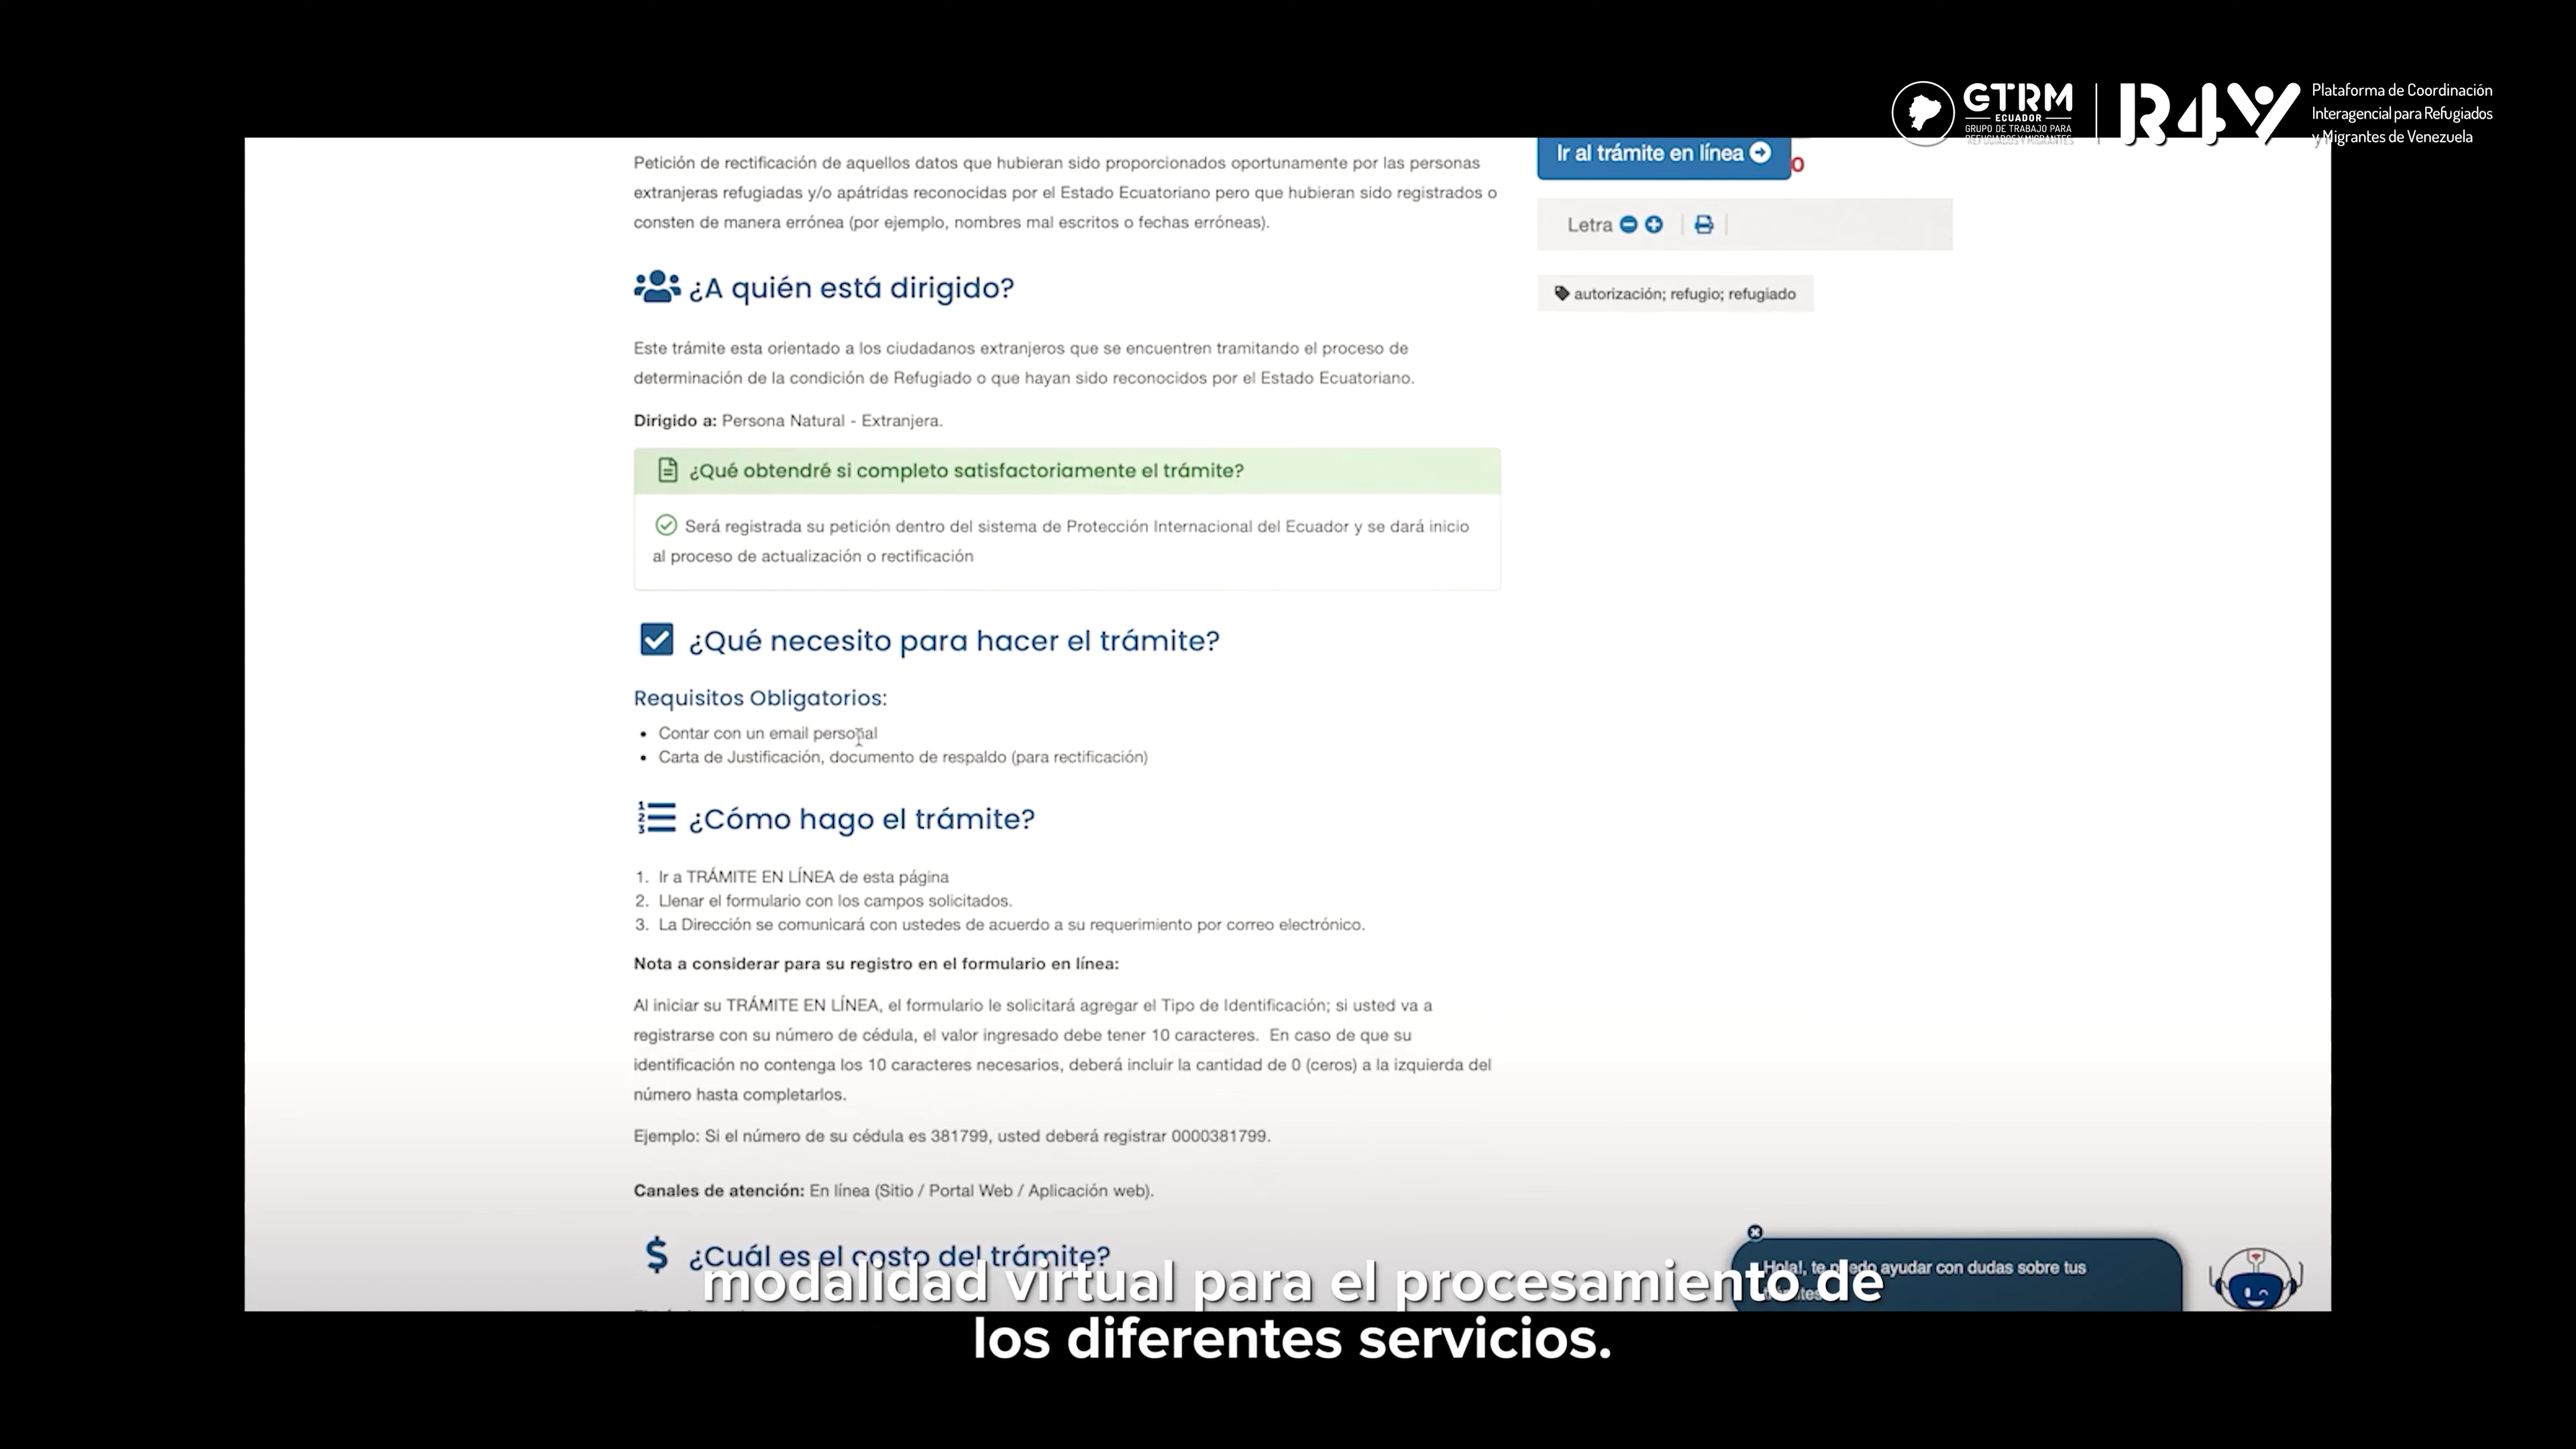 GTRM
ECUADOR
GRUPO DE TRABAJO PARA
REFUGIADOS Y MIGRANTES
R4V
Plataforma de Coordinación
Interagencial para Refugiados
y Migrantes de Venezuela
Petición de rectificación de aquellos datos que hubieran sido proporcionados oportunamente por las personas
extranjeras refugiadas y/o apátridas reconocidas por el Estado Ecuatoriano pero que hubieran sido registrados o
consten de manera errónea (por ejemplo, nombres mal escritos o fechas erróneas).
Ir al trámite en línea
o
Letra
autorización; refugio; refugiado
¿A quién está dirigido?
Este trámite esta orientado a los ciudadanos extranjeros que se encuentren tramitando el proceso de
determinación de la condición de Refugiado o que hayan sido reconocidos por el Estado Ecuatoriano.
Dirigido a: Persona Natural - Extranjera.
¿Qué obtendré si completo satisfactoriamente el trámite?
Será registrada su petición dentro del sistema de Protección Internacional del Ecuador y se dará inicio
al proceso de actualización o rectificación
¿Qué necesito para hacer el trámite?
Requisitos Obligatorios:
• Contar con un email personal
• Carta de Justificación, documento de respaldo (para rectificación)
¿Cómo hago el trámite?
1. Ir a TRÁMITE EN LÍNEA de esta página
2. Llenar el formulario con los campos solicitados.
3. La Dirección se comunicará con ustedes de acuerdo a su requerimiento por correo electrónico.
Nota a considerar para su registro en el formulario en línea:
Al iniciar su TRÁMITE EN LÍNEA, el formulario le solicitará agregar el Tipo de Identificación; si usted va a
registrarse con su número de cédula, el valor ingresado debe tener 10 caracteres. En caso de que su
identificación no contenga los 10 caracteres necesarios, deberá incluir la cantidad de 0 (ceros) a la izquierda del
número hasta completarlos.
Ejemplo: Si el número de su cédula es 381799, usted deberá registrar 0000381799.
Canales de atención: En línea (Sitio / Portal Web / Aplicación web).
$ ¿Cuál es el costo del trámite?
Hola!, te puedo ayudar con dudas sobre tus
trámites
modalidad virtual para el procesamiento de
los diferentes servicios.